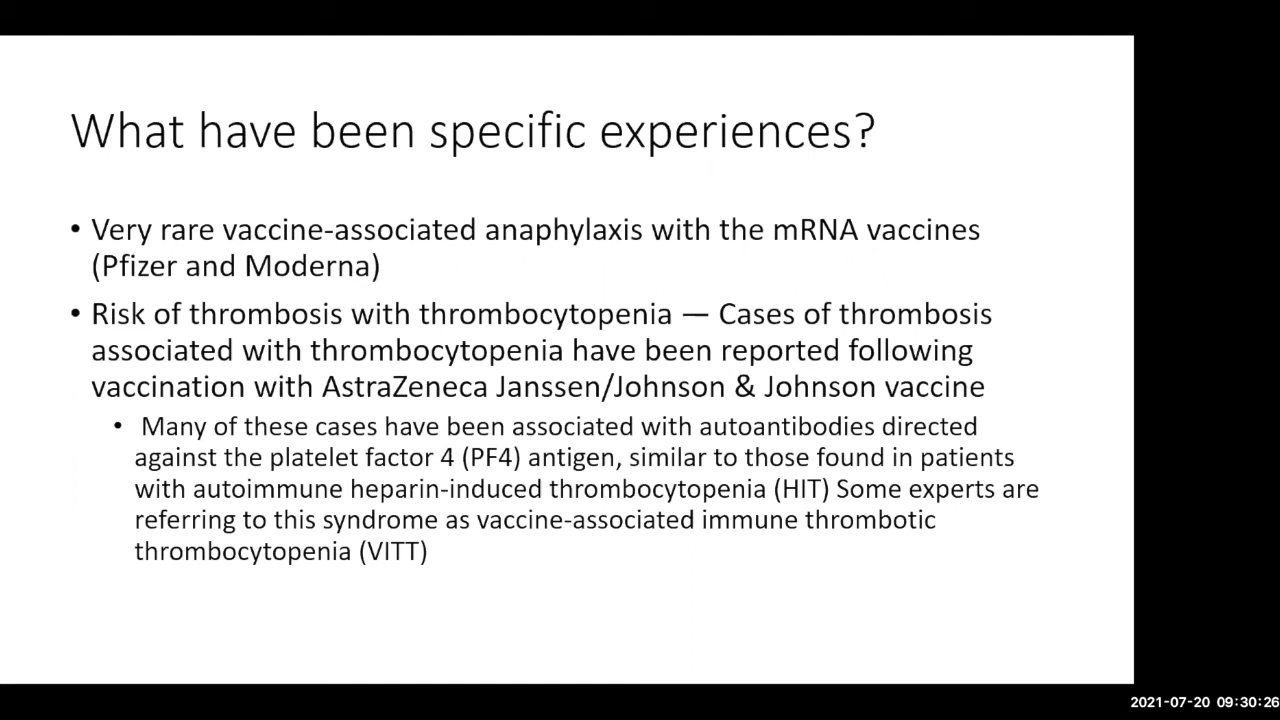 What have been specific experiences?
• Very rare vaccine-associated anaphylaxis with the mRNA vaccines
(Pfizer and Moderna)
• Risk of thrombosis with thrombocytopenia — Cases of thrombosis
associated with thrombocytopenia have been reported following
vaccination with AstraZeneca Janssen/Johnson & Johnson vaccine
• Many of these cases have been associated with autoantibodies directed
against the platelet factor 4 (PF4) antigen, similar to those found in patients
with autoimmune heparin-induced thrombocytopenia (HIT) Some experts are
referring to this syndrome as vaccine-associated immune thrombotic
thrombocytopenia (VITT)
2021-07-20 09:30:26